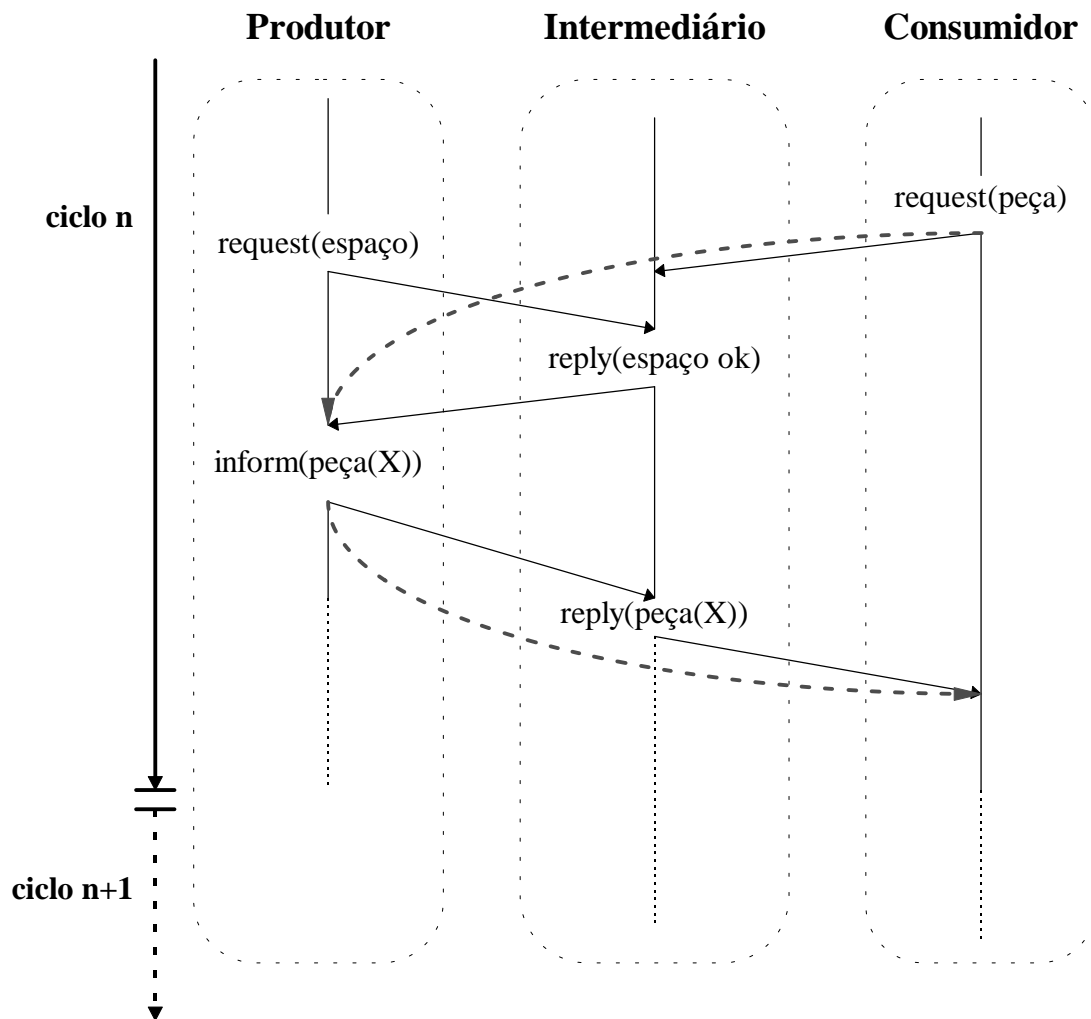 Produtor
Intermediário
Consumidor
request(peça)
ciclo n
request(espaço)
reply(espaço ok)
inform(peça(X))
reply(peça(X))
ciclo n+1